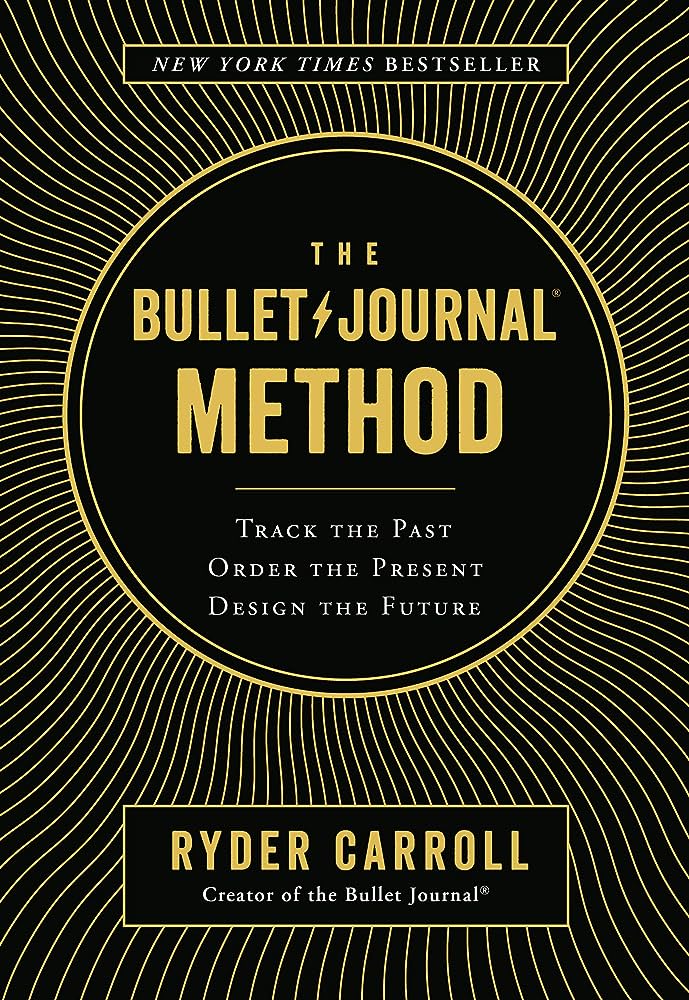 NEW YORK TIMES BESTSELLER
THE
BULLET JOURNAL®
METHOD
TRACK THE PAST
ORDER THE PRESENT
DESIGN THE FUTURE
RYDER CARROLL
Creator of the Bullet Journal®